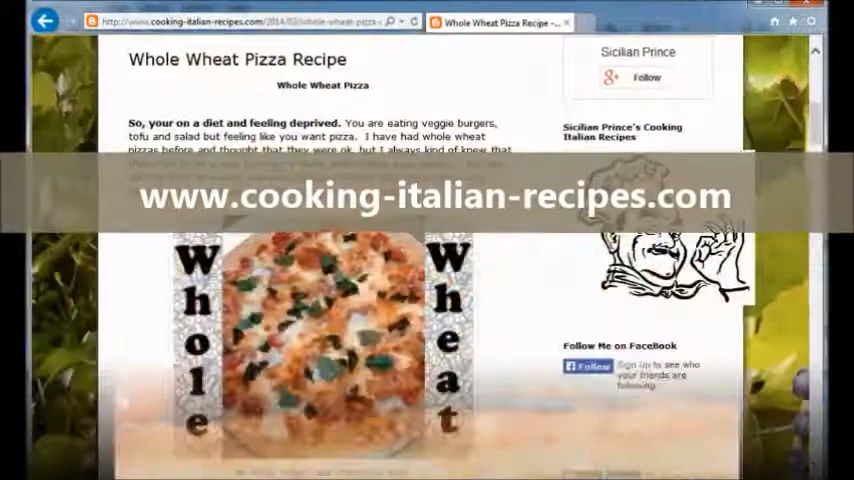 http://www.cooking-italian-recipes.com/2014/02/whole-wheat-pizza-
Whole Wheat Pizza Recipe -...
Whole Wheat Pizza Recipe
Whole Wheat Pizza
So, your on a diet and feeling deprived. You are eating veggie burgers,
tofu and salad but feeling like you want pizza. I have had whole wheat
pizzas before and thought that they were ok, but I always kind of knew that
www.cooking-italian-recipes.com
Whole
Wheat
Sicilian Prince
g+ Follow
Sicilian Prince's Cooking
Italian Recipes
Follow Me on FaceBook
f Follow
Sign Up to see who
your friends are
following.